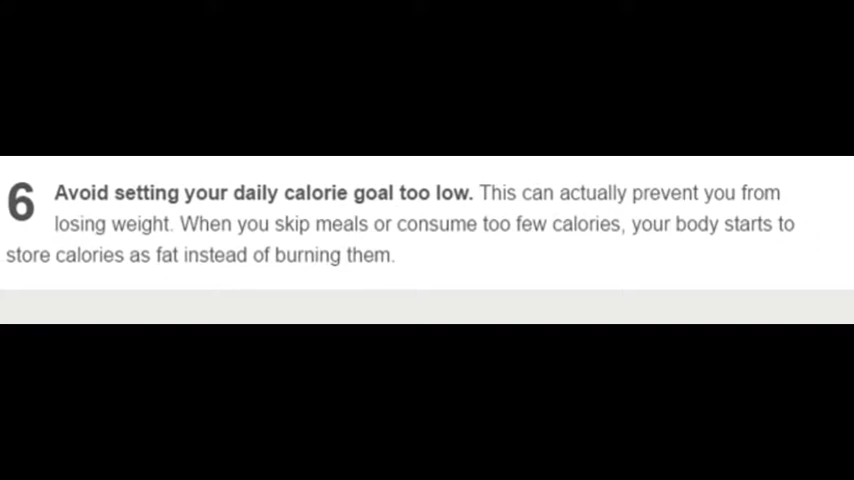 6 Avoid setting your daily calorie goal too low. This can actually prevent you from
losing weight. When you skip meals or consume too few calories, your body starts to
store calories as fat instead of burning them.